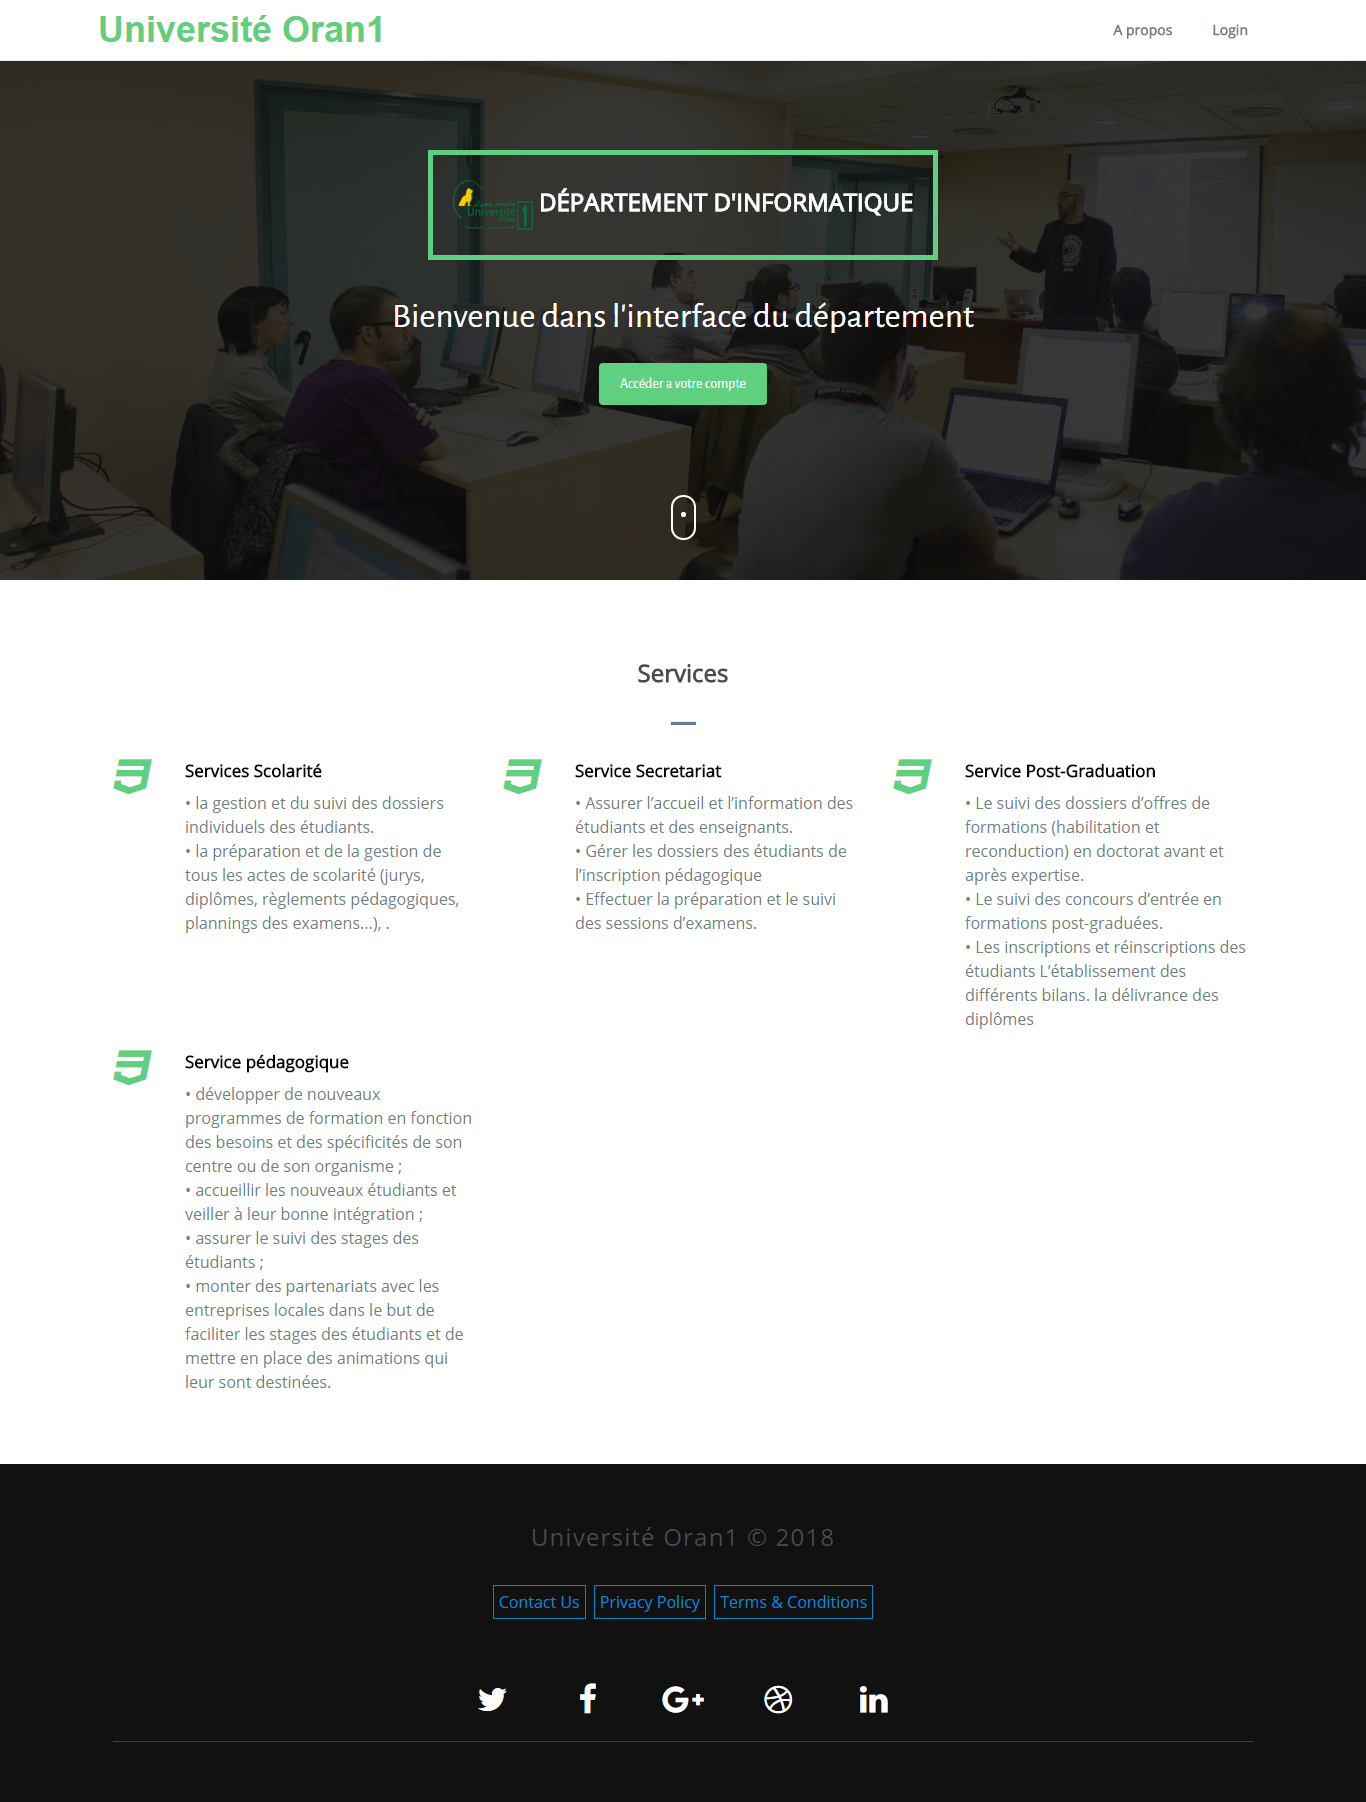 Université Oran1
A propos
Login
Université
1
DÉPARTEMENT D'INFORMATIQUE
Bienvenue dans l'interface du département
Accéder a votre compte
Services
Services Scolarité
• la gestion et du suivi des dossiers
individuels des étudiants.
• la préparation et de la gestion de
tous les actes de scolarité (jurys,
diplômes, règlements pédagogiques,
plannings des examens...), .
Service Secretariat
• Assurer l’accueil et l’information des
étudiants et des enseignants.
• Gérer les dossiers des étudiants de
l’inscription pédagogique
• Effectuer la préparation et le suivi
des sessions d’examens.
Service Post-Graduation
• Le suivi des dossiers d’offres de
formations (habilitation et
reconduction) en doctorat avant et
après expertise.
• Le suivi des concours d’entrée en
formations post-graduées.
• Les inscriptions et réinscriptions des
étudiants L’établissement des
différents bilans. la délivrance des
diplômes
Service pédagogique
• développer de nouveaux
programmes de formation en fonction
des besoins et des spécificités de son
centre ou de son organisme ;
• accueillir les nouveaux étudiants et
veiller à leur bonne intégration ;
• assurer le suivi des stages des
étudiants ;
• monter des partenariats avec les
entreprises locales dans le but de
faciliter les stages des étudiants et de
mettre en place des animations qui
leur sont destinées.
Université Oran1 © 2018
Contact Us
Privacy Policy
Terms & Conditions